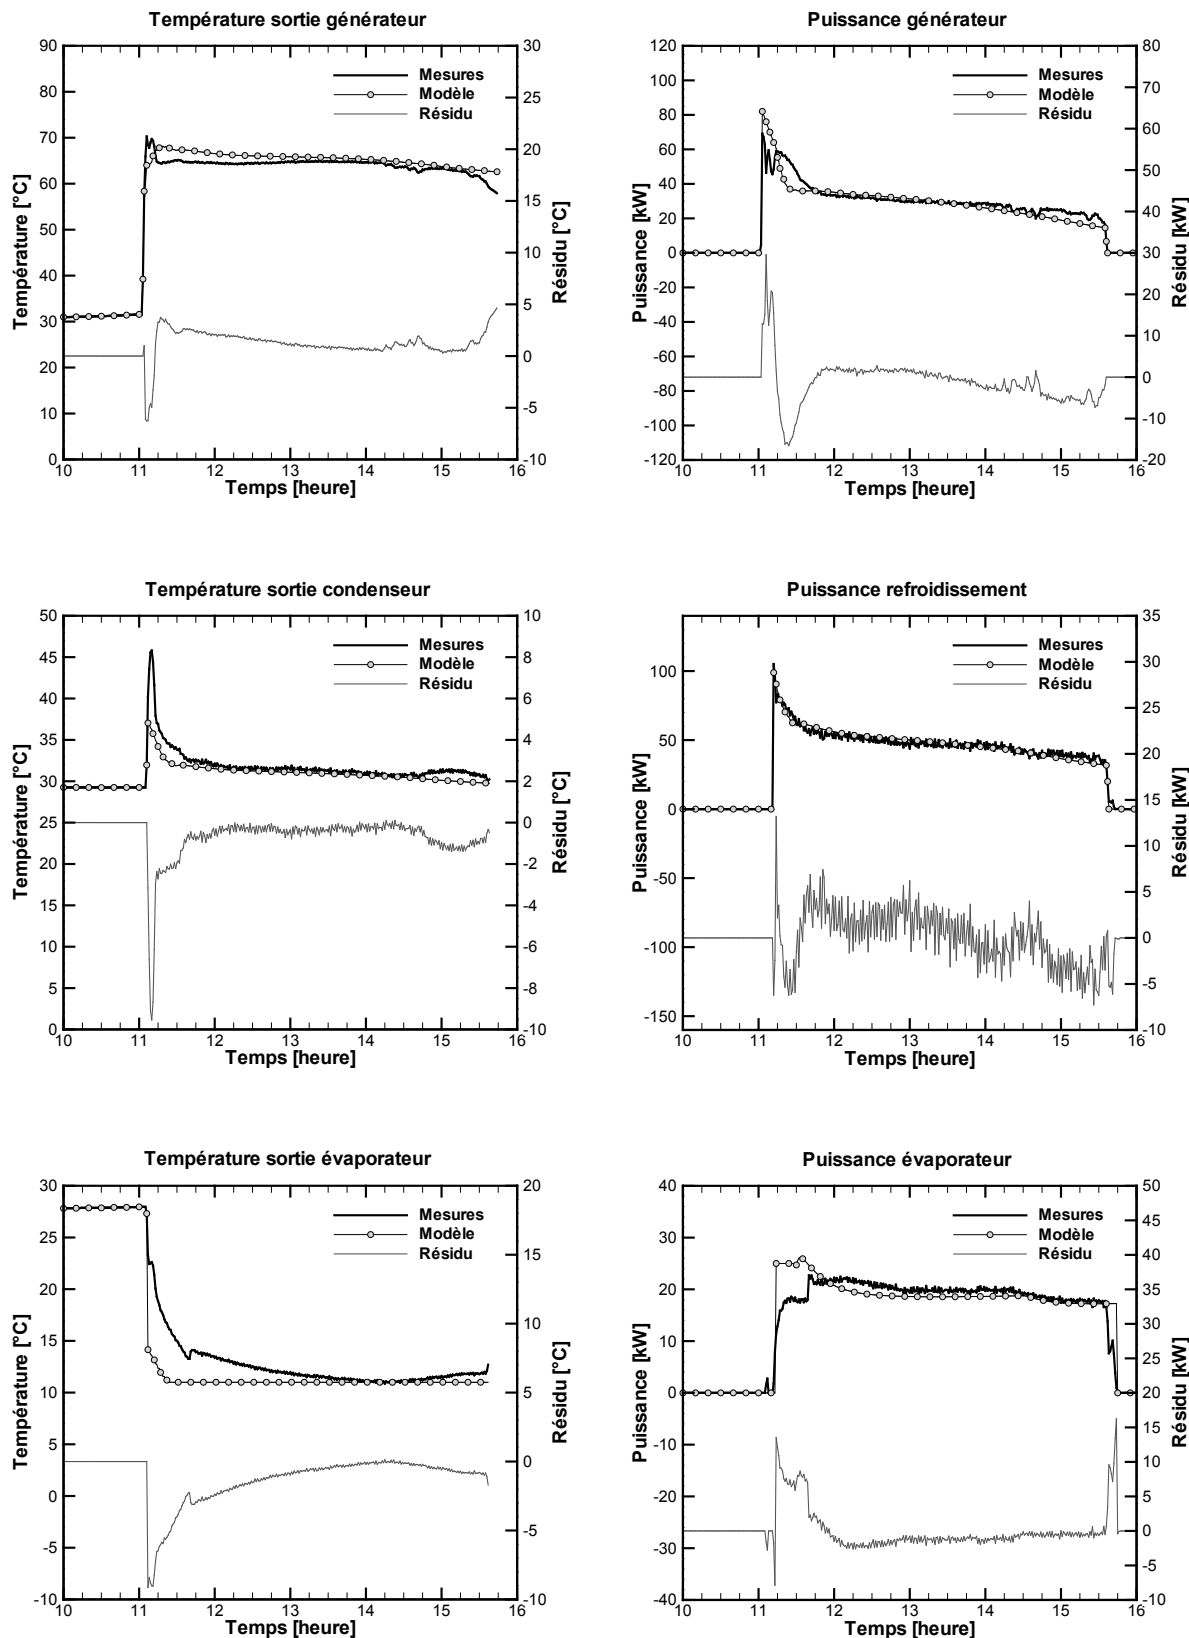 Température sortie générateur
90
80
70
60
50
40
30
20
10
0
30
25
20
15
10
5
0
-5
-10
Mesures
Modèle
Résidu
Température [°C]
Résidu [°C]
10 11 12 13 14 15 16
Temps [heure]
Puissance générateur
120
100
80
60
40
20
0
-20
-40
-60
-80
-100
-120
80
70
60
50
40
30
20
10
0
-10
-20
Mesures
Modèle
Résidu
Puissance [kW]
Résidu [kW]
10 11 12 13 14 15 16
Temps [heure]
Température sortie condenseur
50
45
40
35
30
25
20
15
10
5
0
10
8
6
4
2
0
-2
-4
-6
-8
-10
Mesures
Modèle
Résidu
Température [°C]
Résidu [°C]
10 11 12 13 14 15 16
Temps [heure]
Puissance refroidissement
100
50
0
-50
-100
-150
35
30
25
20
15
10
5
0
-5
-10
Mesures
Modèle
Résidu
Puissance [kW]
Résidu [kW]
10 11 12 13 14 15 16
Temps [heure]
Température sortie évaporateur
30
25
20
15
10
5
0
-5
-10
20
15
10
5
0
-5
-10
Mesures
Modèle
Résidu
Température [°C]
Résidu [°C]
10 11 12 13 14 15 16
Temps [heure]
Puissance évaporateur
40
30
20
10
0
-10
-20
-30
-40
50
45
40
35
30
25
20
15
10
5
0
-5
-10
Mesures
Modèle
Résidu
Puissance [kW]
Résidu [kW]
10 11 12 13 14 15 16
Temps [heure]